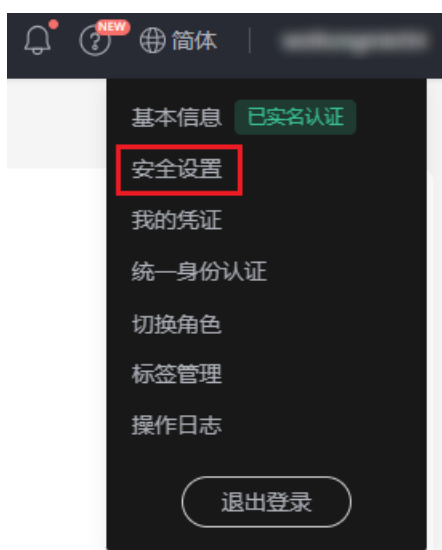 NEW
简体
基本信息 已实名认证
安全设置
我的凭证
统一身份认证
切换角色
标签管理
操作日志
退出登录